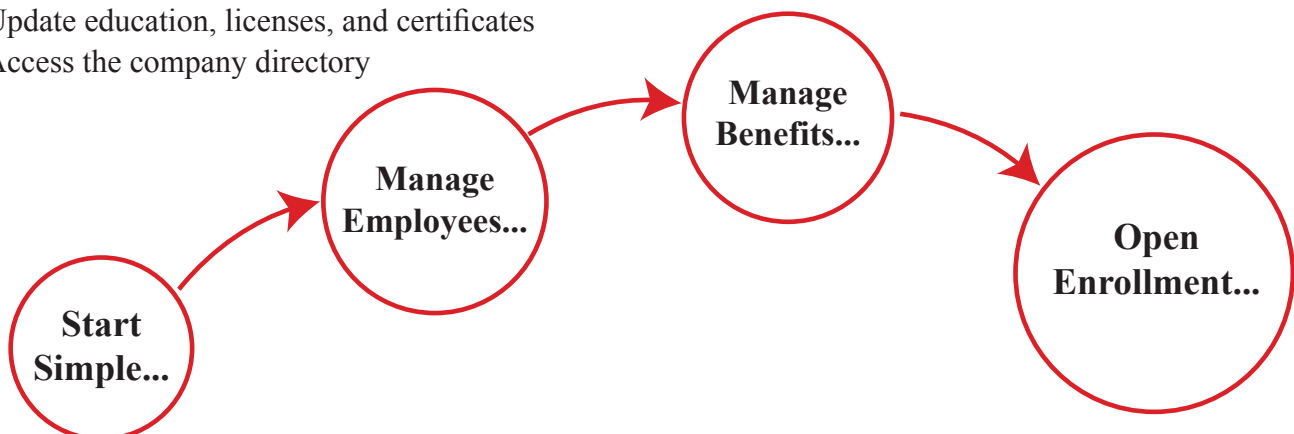 Update education, licenses, and certificates
Access the company directory
Manage
Benefits...
Manage
Employees...
Open
Enrollment...
Start
Simple...